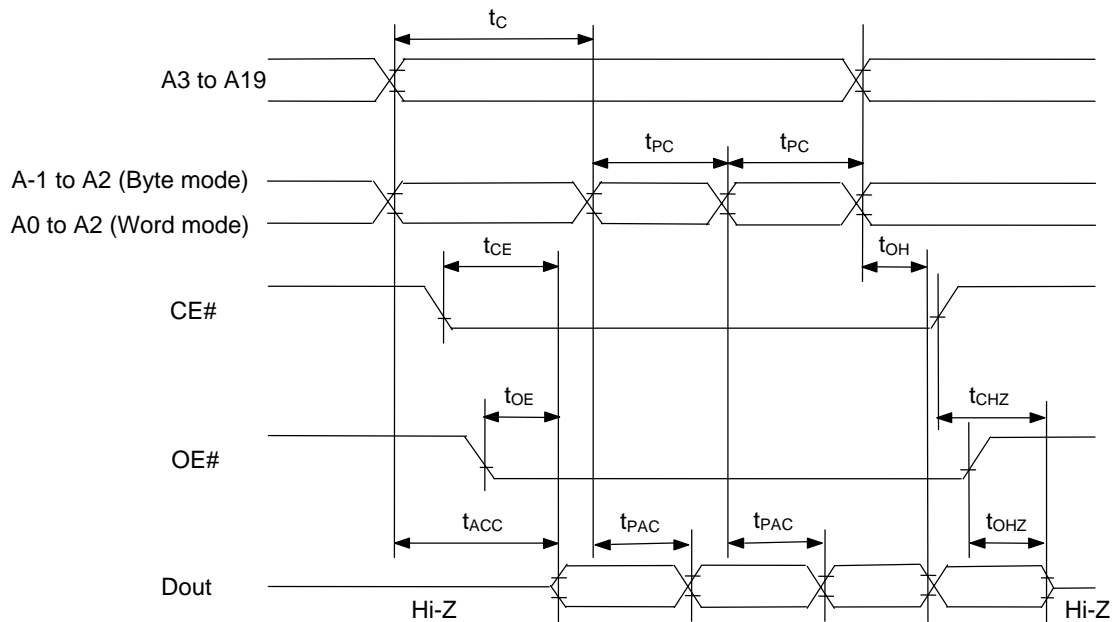 tC
A3 to A19
tPC tPC
A-1 to A2 (Byte mode)
A0 to A2 (Word mode)
tCE tOH
CE#
tOE tCHZ
OE#
tACC tPAC tPAC tOHZ
Dout
Hi-Z Hi-Z